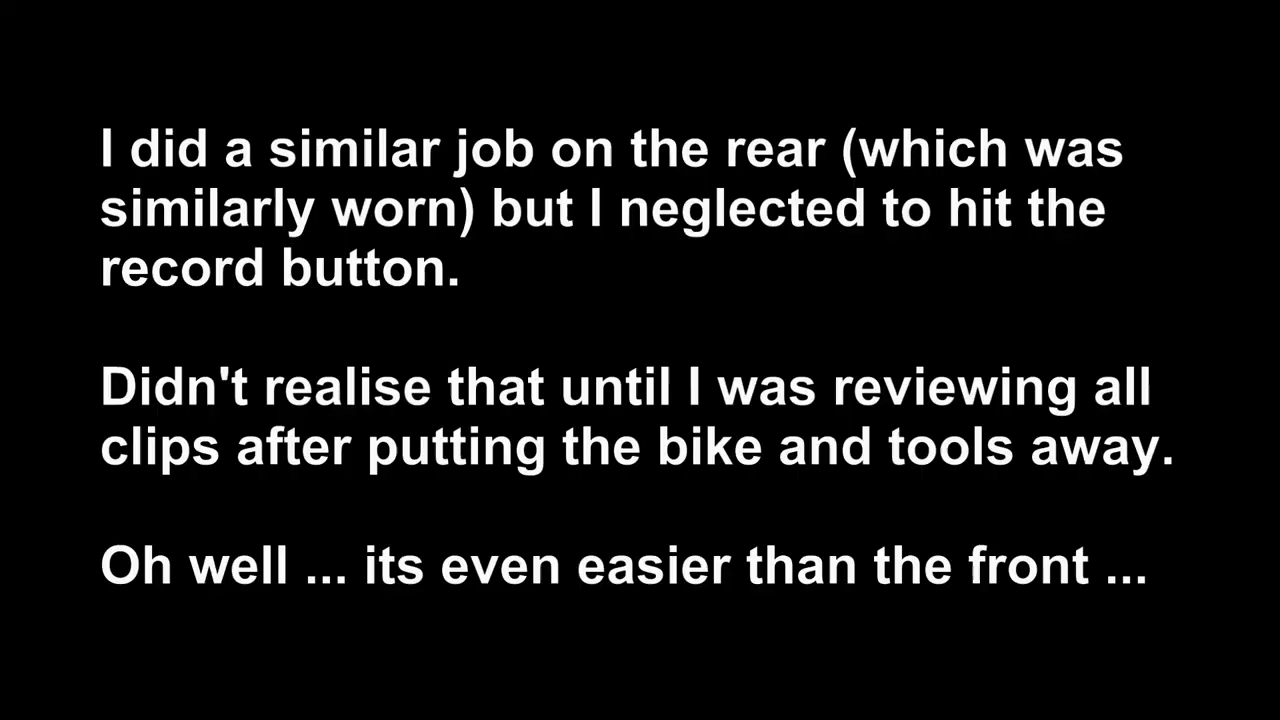 I did a similar job on the rear (which was
similarly worn) but I neglected to hit the
record button.
Didn't realise that until I was reviewing all
clips after putting the bike and tools away.
Oh well ... its even easier than the front ...